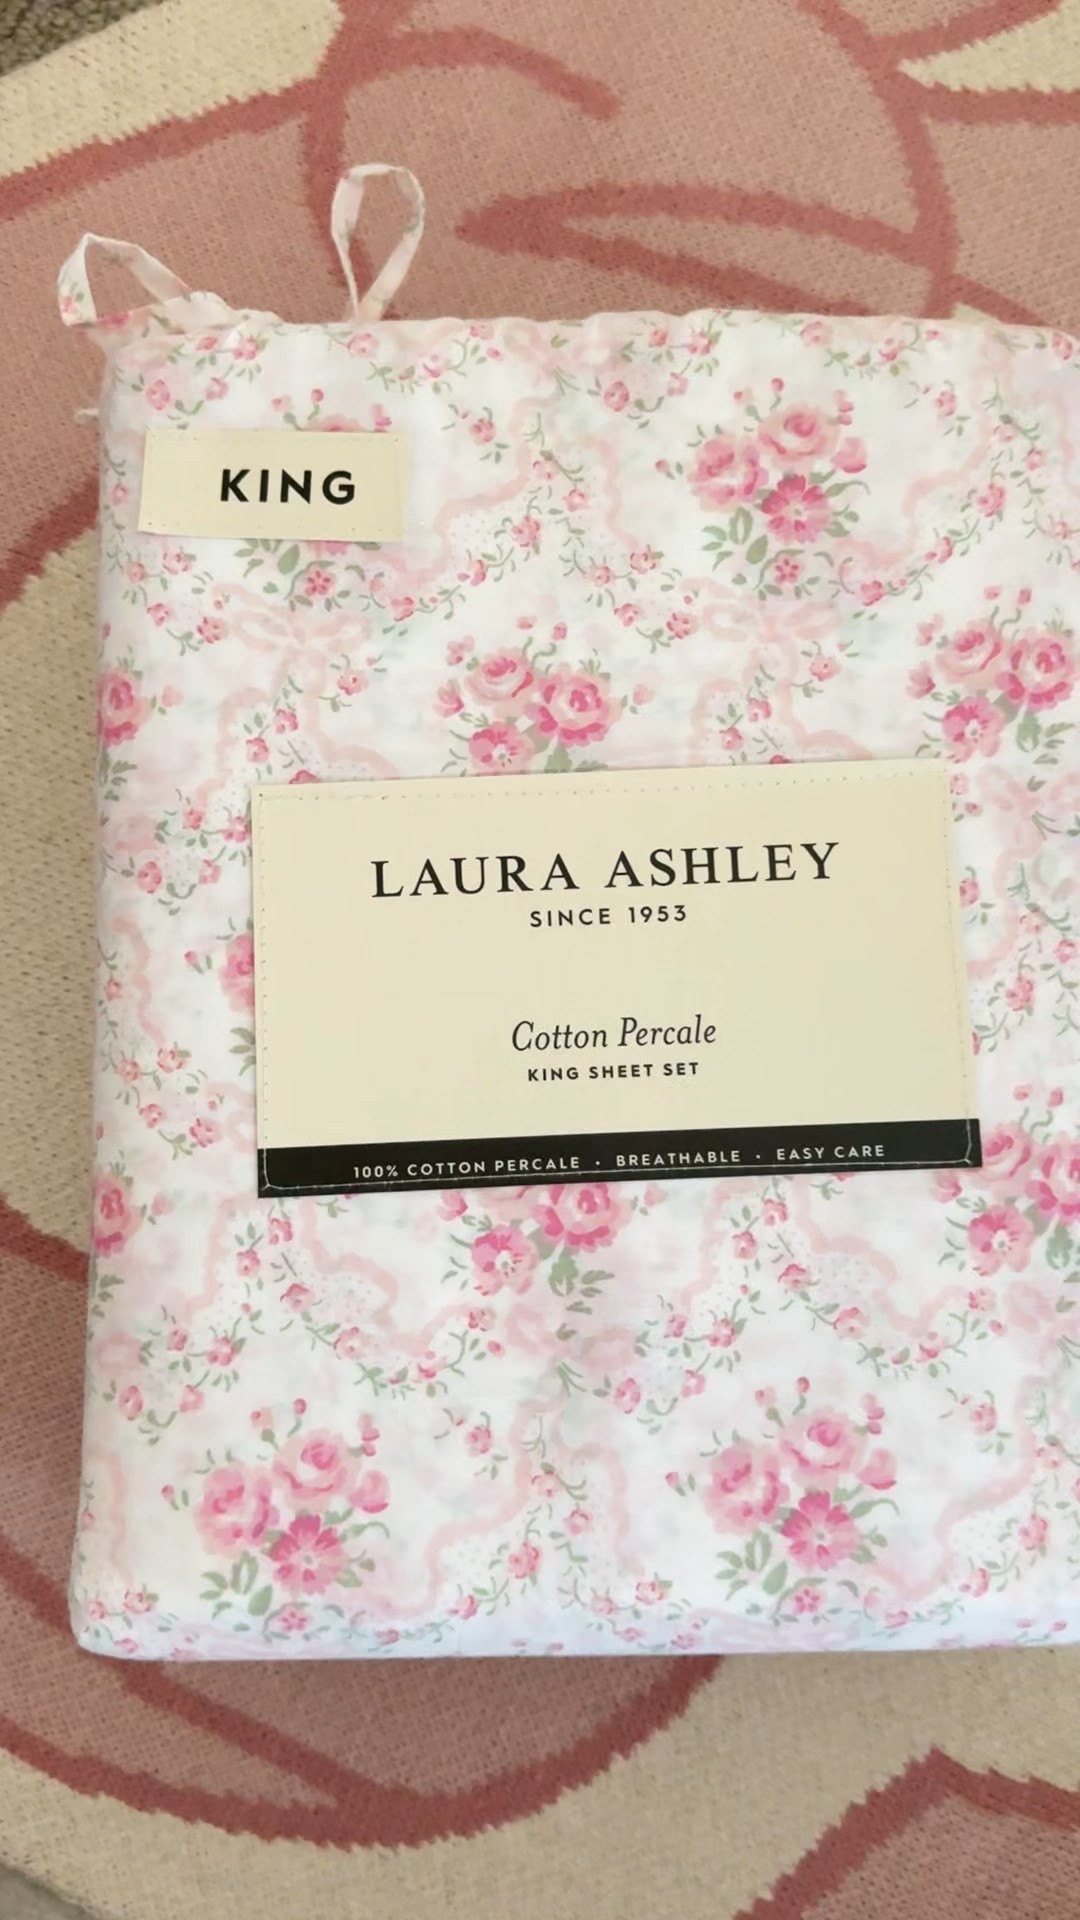 KING
LAURA ASHLEY
SINCE 1953
Cotton Percale
KING SHEET SET
100% COTTON PERCALE • BREATHABLE • EASY CARE